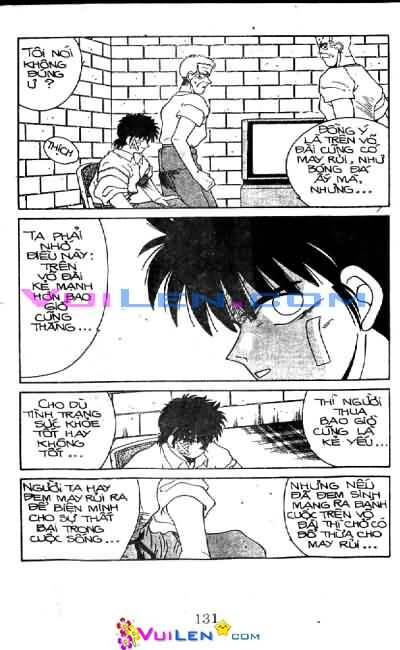 TÔI NÓI
KHÔNG
ĐÚNG
Ư ?
THÍCH
ĐỒNG Ý
LÀ TRÊN VÕ
ĐÀI CŨNG CÓ
MAY RỦI, NHƯ
BÓNG ĐÁ
ẤY MÀ,
NHƯNG...
TA PHẢI
NHỚ
ĐIỀU NÀY:
TRÊN
VÕ ĐÀI
KẺ MẠNH
HƠN BAO
GIỜ
CŨNG
THẮNG...
VuiLen.com
CHO DÙ
TÌNH TRẠNG
SỨC KHỎE
TỐT HAY
KHÔNG
TỐT...
THÌ NGƯỜI
THUA
BAO GIỜ
CŨNG LÀ
KẺ YẾU...
NGƯỜI TA HAY
ĐEM MAY RỦI RA
ĐỂ BIỆN MINH
CHO SỰ THẤT
BẠI TRONG
CUỘC SỐNG...
NHƯNG NẾU
ĐÃ ĐEM SINH
MẠNG RA ĐÁNH
CUỘC TRÊN VÕ
ĐÀI THÌ CHỚ CÓ
ĐỔ THỪA CHO
MAY RỦI...
131
VuiLen.com